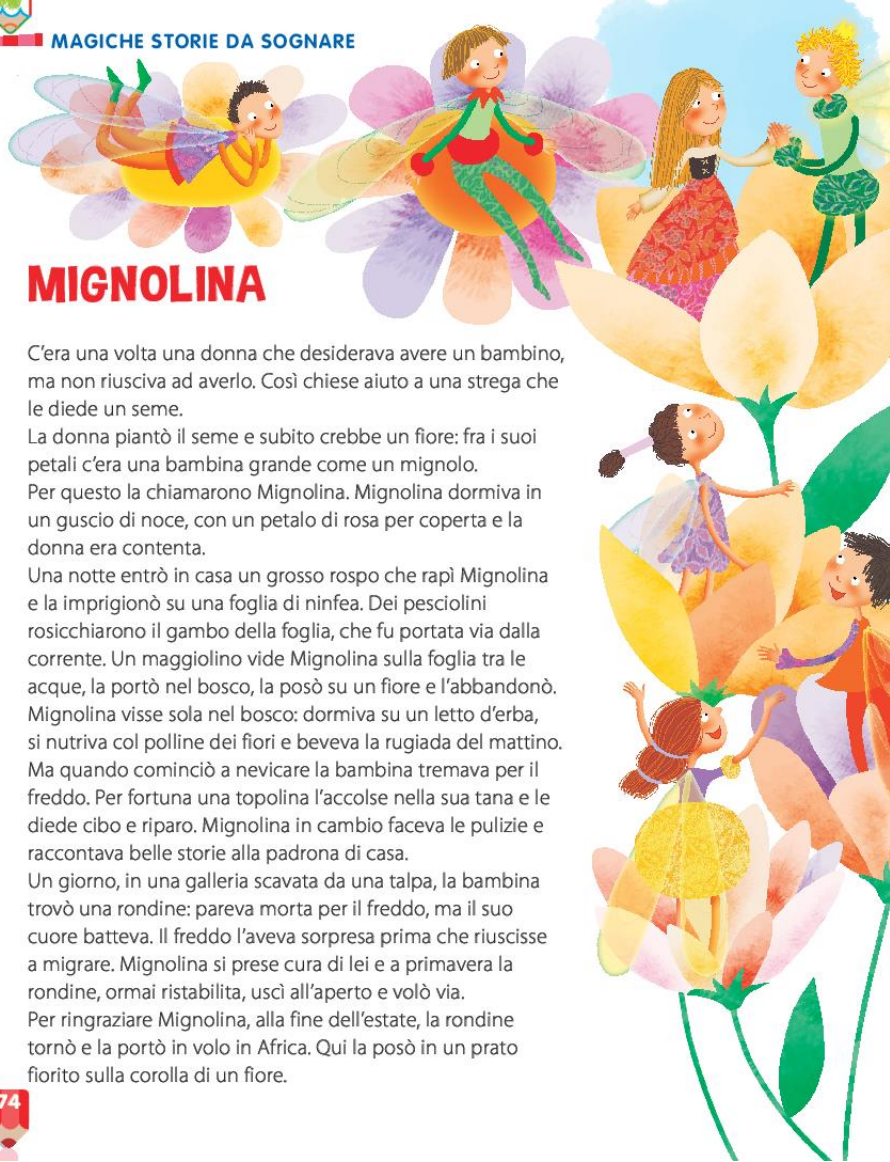 MAGICHE STORIE DA SOGNARE
MIGNOLINA
C'era una volta una donna che desiderava avere un bambino,
ma non riusciva ad averlo. Così chiese aiuto a una strega che
le diede un seme.
La donna piantò il seme e subito crebbe un fiore: fra i suoi
petali c'era una bambina grande come un mignolo.
Per questo la chiamarono Mignolina. Mignolina dormiva in
un guscio di noce, con un petalo di rosa per coperta e la
donna era contenta.
Una notte entrò in casa un grosso rospo che rapì Mignolina
e la imprigionò su una foglia di ninfea. Dei pesciolini
rosicchiarono il gambo della foglia, che fu portata via dalla
corrente. Un maggiolino vide Mignolina sulla foglia tra le
acque, la portò nel bosco, la posò su un fiore e l'abbandonò.
Mignolina visse sola nel bosco: dormiva su un letto d'erba,
si nutriva col polline dei fiori e beveva la rugiada del mattino.
Ma quando cominciò a nevicare la bambina tremava per il
freddo. Per fortuna una topolina l'accolse nella sua tana e le
diede cibo e riparo. Mignolina in cambio faceva le pulizie e
raccontava belle storie alla padrona di casa.
Un giorno, in una galleria scavata da una talpa, la bambina
trovò una rondine: pareva morta per il freddo, ma il suo
cuore batteva. Il freddo l'aveva sorpresa prima che riuscisse
a migrare. Mignolina si prese cura di lei e a primavera la
rondine, ormai ristabilita, uscì all'aperto e volò via.
Per ringraziare Mignolina, alla fine dell'estate, la rondine
tornò e la portò in volo in Africa. Qui la posò in un prato
fiorito sulla corolla di un fiore.
74